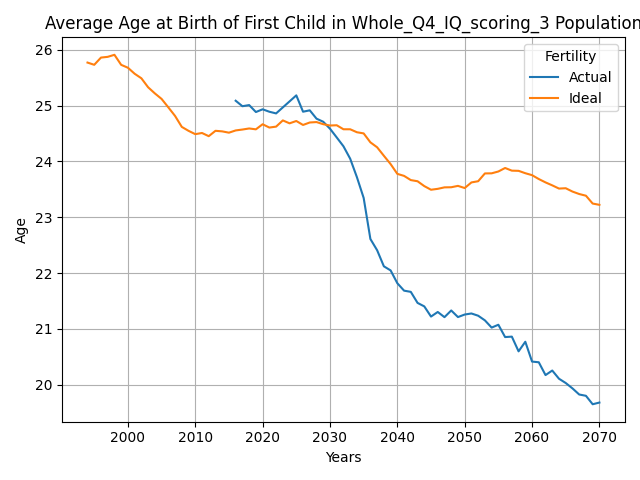 Average Age at Birth of First Child in Whole_Q4_IQ_scoring_3 Population
Fertility
Actual
Ideal
Age
26
25
24
23
22
21
20
2000 2010 2020 2030 2040 2050 2060 2070
Years